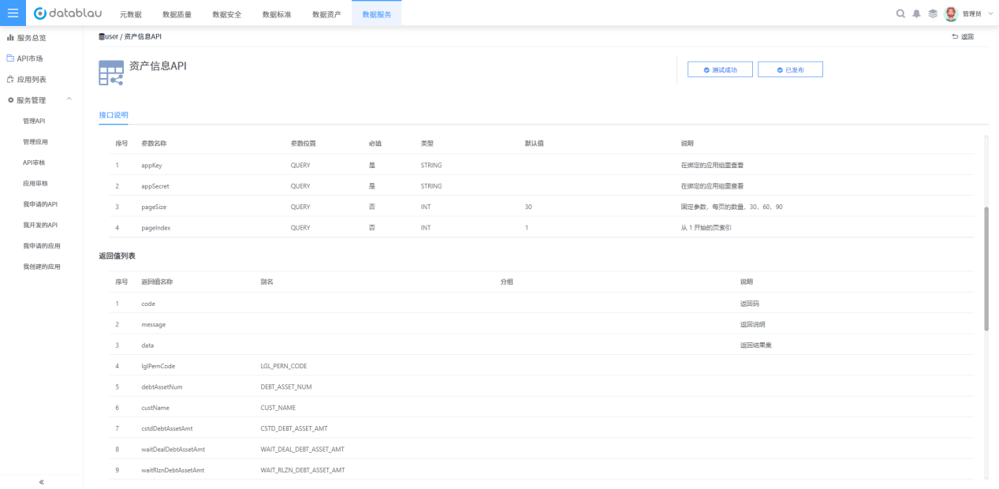 datablau 元数据 数据质量 数据安全 数据标准 数据资产 数据服务 管理员
服务总览
API市场
应用列表
服务管理
管理API
管理应用
API审核
应用审核
我申请的API
我开发的API
我申请的应用
我创建的应用
user / 资产信息API 返回
资产信息API 测试成功 已发布
接口说明
序号 参数名称 参数位置 必填 类型 默认值 说明
1 appKey QUERY 是 STRING 在绑定的应用组里查看
2 appSecret QUERY 是 STRING 在绑定的应用组里查看
3 pageSize QUERY 否 INT 30 固定参数，每页的数量，30，60，90
4 pageIndex QUERY 否 INT 1 从 1 开始的页索引
返回值列表
序号 返回值名称 别名 分组 说明
1 code 返回码
2 message 返回说明
3 data 返回结果集
4 lglPernCode LGL_PERN_CODE
5 debtAssetNum DEBT_ASSET_NUM
6 custName CUST_NAME
7 cstdDebtAssetAmt CSTD_DEBT_ASSET_AMT
8 waitDealDebtAssetAmt WAIT_DEAL_DEBT_ASSET_AMT
9 waitRlznDebtAssetAmt WAIT_RLZN_DEBT_ASSET_AMT